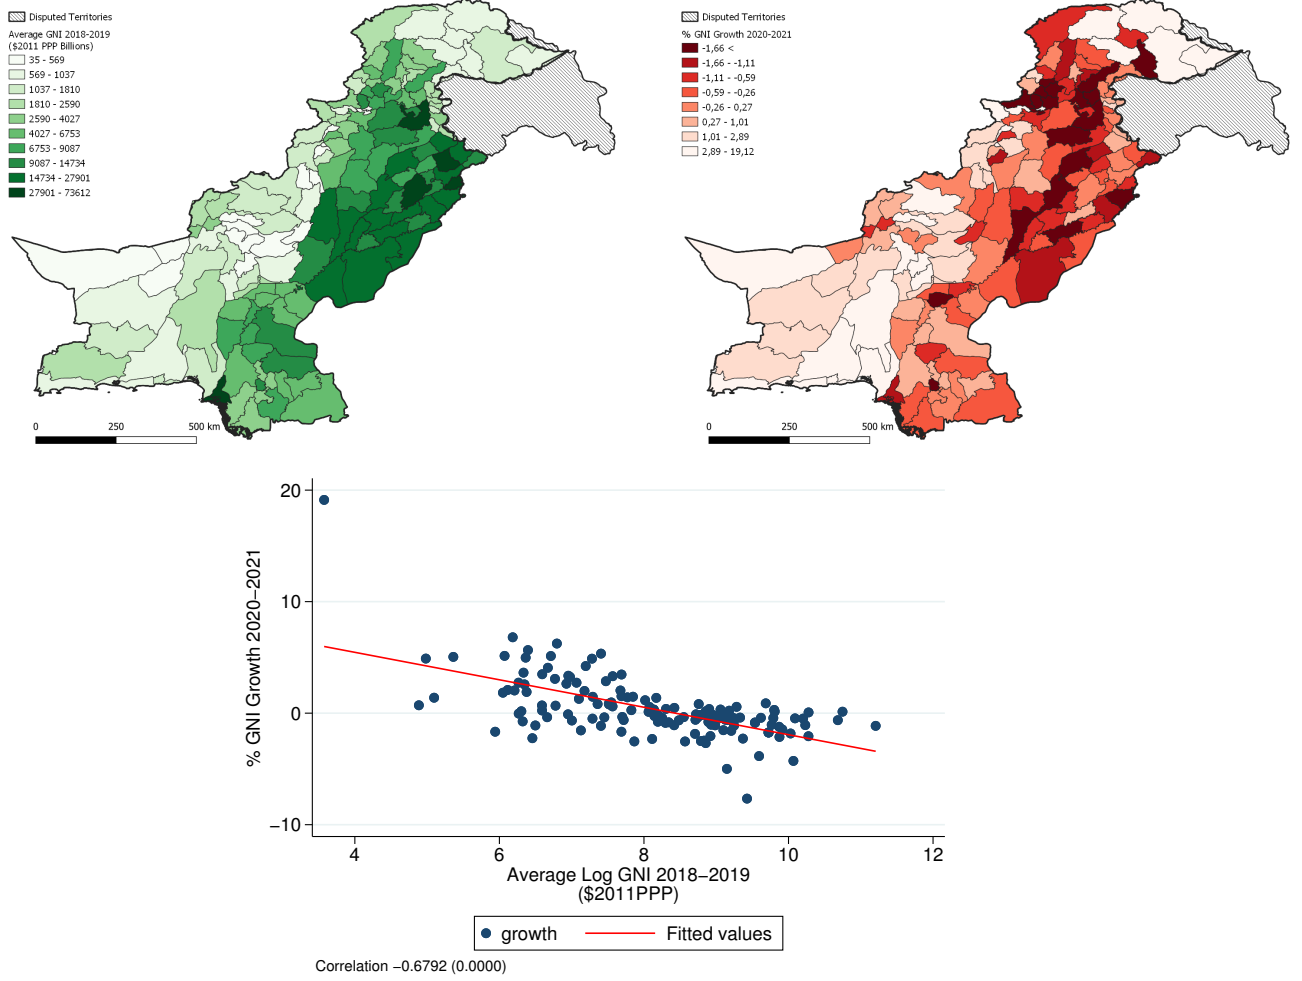 Disputed Territories
Average GNI 2018-2019
($2011 PPP Billions)
35 - 569
569 - 1037
1037 - 1810
1810 - 2590
2590 - 4027
4027 - 6753
6753 - 9087
9087 - 14734
14734 - 27901
27901 - 73612
0 250 500 km
Disputed Territories
% GNI Growth 2020-2021
-1,66 <
-1,66 - -1,11
-1,11 - -0,59
-0,59 - -0,26
-0,26 - 0,27
0,27 - 1,01
1,01 - 2,89
2,89 - 19,12
0 250 500 km
% GNI Growth 2020−2021
20
10
0
−10
4 6 8 10 12
Average Log GNI 2018−2019
($2011PPP)
growth Fitted values
Correlation −0.6792 (0.0000)